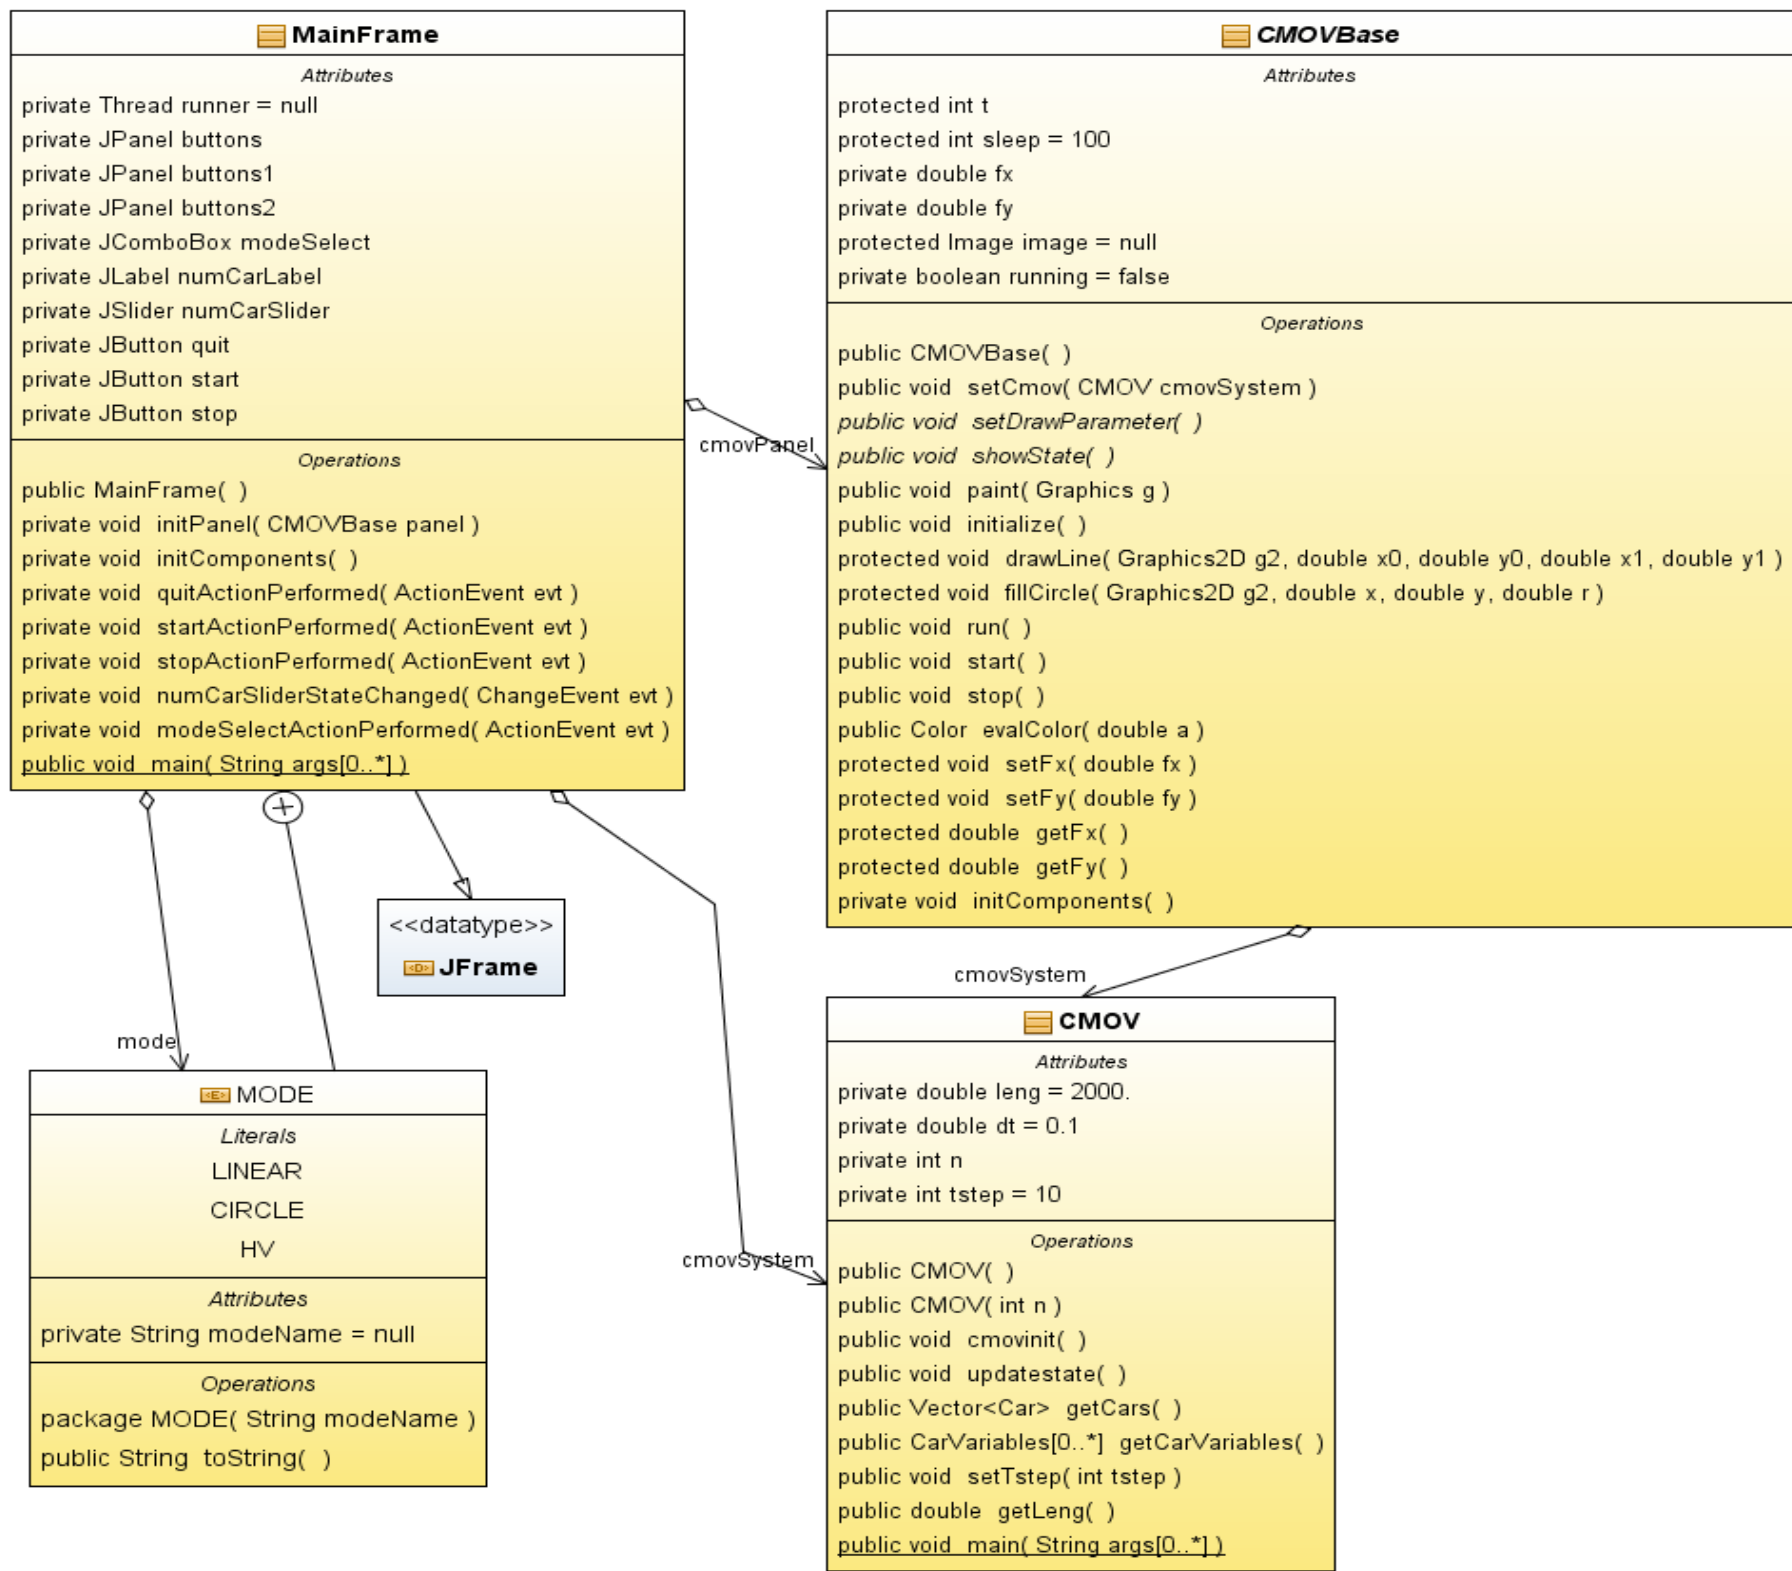 MainFrame
Attributes
private Thread runner = null
private JPanel buttons
private JPanel buttons1
private JPanel buttons2
private JComboBox modeSelect
private JLabel numCarLabel
private JSlider numCarSlider
private JButton quit
private JButton start
private JButton stop
Operations
public MainFrame( )
private void initPanel( CMOVBase panel )
private void initComponents( )
private void quitActionPerformed( ActionEvent evt )
private void startActionPerformed( ActionEvent evt )
private void stopActionPerformed( ActionEvent evt )
private void numCarSliderStateChanged( ChangeEvent evt )
private void modeSelectActionPerformed( ActionEvent evt )
public void main( String args[0..*] )
cmovPanel
CMOVBase
Attributes
protected int t
protected int sleep = 100
private double fx
private double fy
protected Image image = null
private boolean running = false
Operations
public CMOVBase( )
public void setCmov( CMOV cmovSystem )
public void setDrawParameter( )
public void showState( )
public void paint( Graphics g )
public void initialize( )
protected void drawLine( Graphics2D g2, double x0, double y0, double x1, double y1 )
protected void fillCircle( Graphics2D g2, double x, double y, double r )
public void run( )
public void start( )
public void stop( )
public Color evalColor( double a )
protected void setFx( double fx )
protected void setFy( double fy )
protected double getFx( )
protected double getFy( )
private void initComponents( )
<<datatype>>
<D> JFrame
cmovSystem
mode
<E> MODE
Literals
LINEAR
CIRCLE
HV
Attributes
private String modeName = null
Operations
package MODE( String modeName )
public String toString( )
cmovSystem
CMOV
Attributes
private double leng = 2000.
private double dt = 0.1
private int n
private int tstep = 10
Operations
public CMOV( )
public CMOV( int n )
public void cmovinit( )
public void updatestate( )
public Vector<Car> getCars( )
public CarVariables[0..*] getCarVariables( )
public void setTstep( int tstep )
public double getLeng( )
public void main( String args[0..*] )